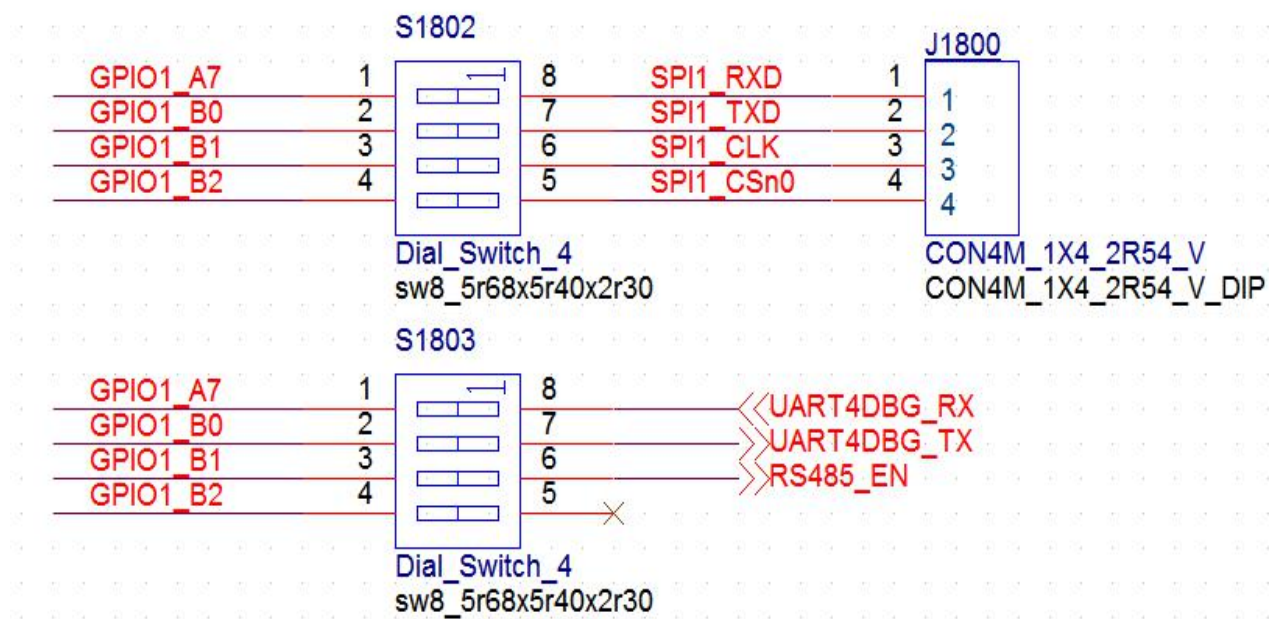 S1802
J1800
GPIO1_A7 1 8 SPI1_RXD 1 1
GPIO1_B0 2 7 SPI1_TXD 2 2
GPIO1_B1 3 6 SPI1_CLK 3 3
GPIO1_B2 4 5 SPI1_CSn0 4 4
Dial_Switch_4 CON4M_1X4_2R54_V
sw8_5r68x5r40x2r30 CON4M_1X4_2R54_V_DIP
S1803
GPIO1_A7 1 8 UART4DBG_RX
GPIO1_B0 2 7 UART4DBG_TX
GPIO1_B1 3 6 RS485_EN
GPIO1_B2 4 5
Dial_Switch_4
sw8_5r68x5r40x2r30